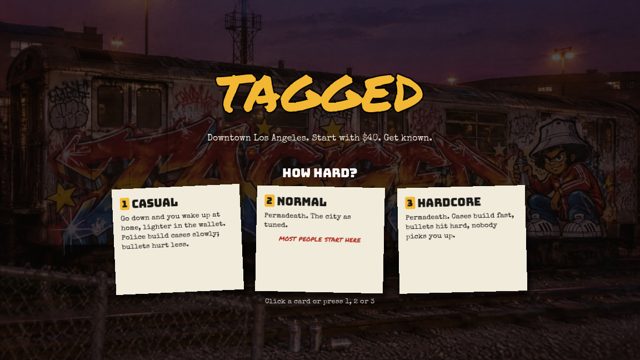 TAGGED
Downtown Los Angeles. Start with $40. Get known.
HOW HARD?
1 CASUAL
Go down and you wake up at
home, lighter in the wallet.
Police build cases slowly;
bullets hurt less.
2 NORMAL
Permadeath. The city as
tuned.
MOST PEOPLE START HERE
3 HARDCORE
Permadeath. Cases build fast,
bullets hit hard, nobody
picks you up.
Click a card or press 1, 2 or 3